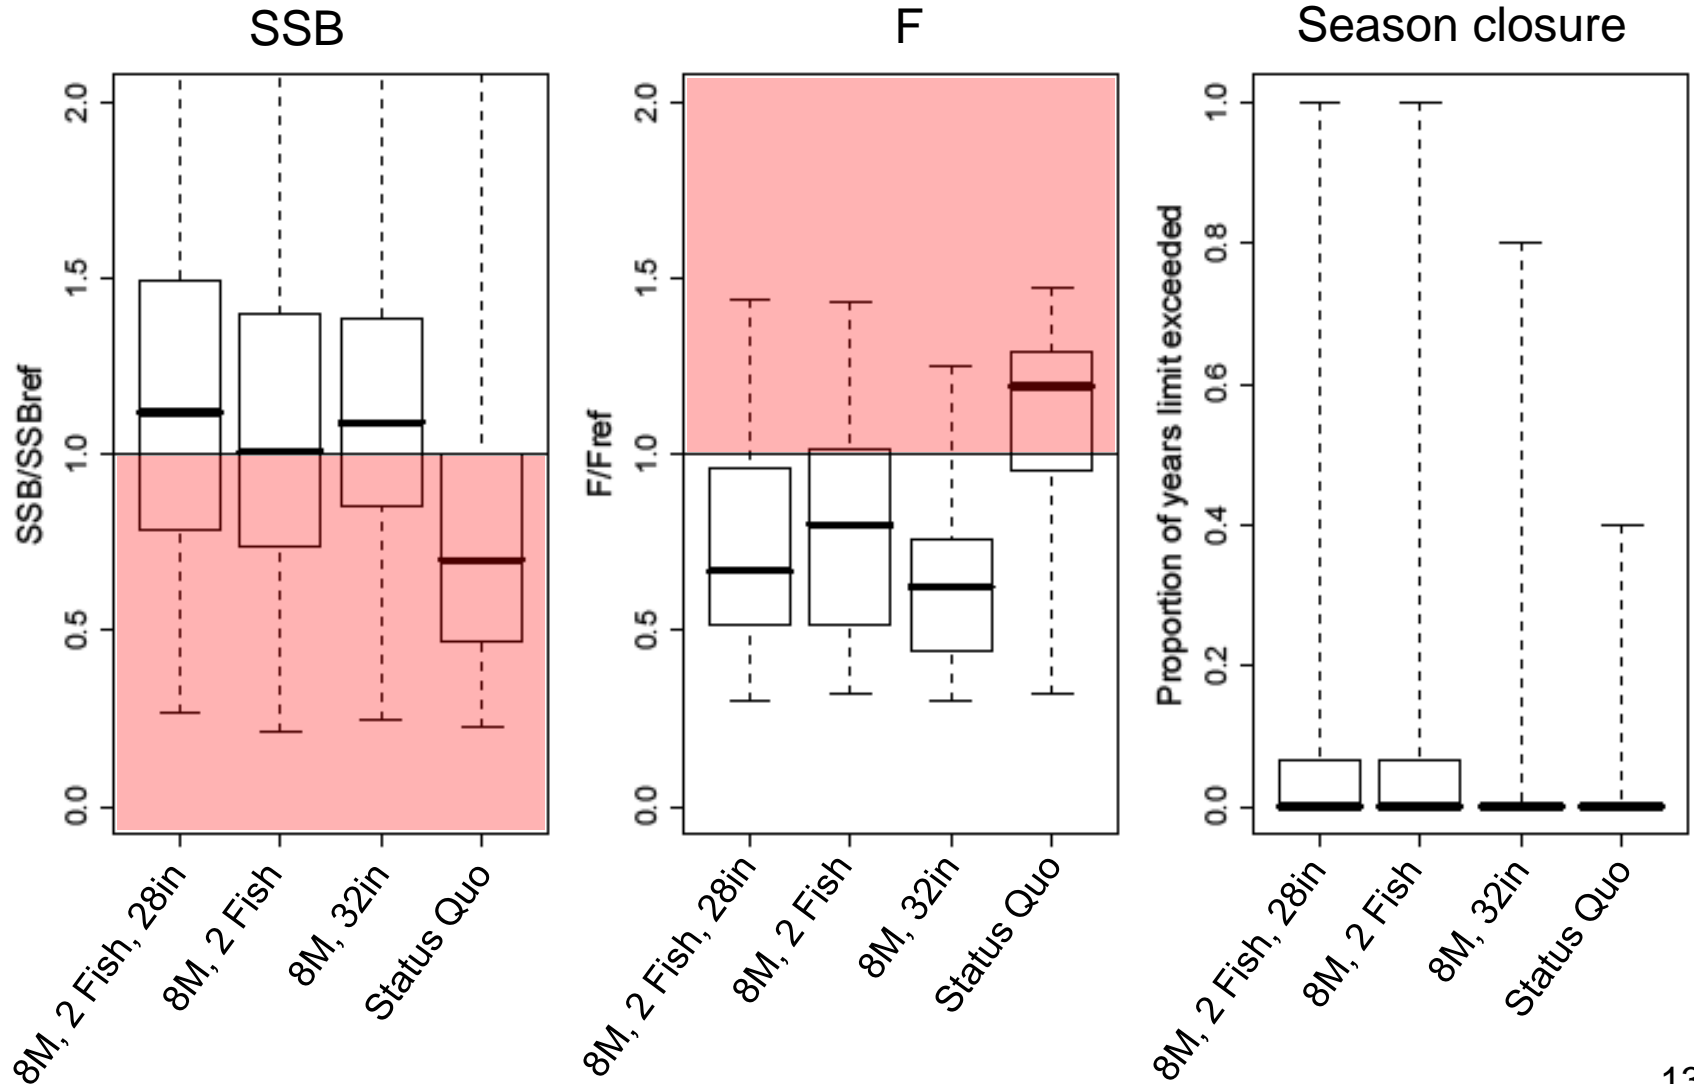 SSB
F
Season closure
SSB/SSBref
2.0
1.5
1.0
0.5
0.0
8M, 2 Fish, 28in
8M, 2 Fish
8M, 32in
Status Quo
F/Fref
2.0
1.5
1.0
0.5
0.0
8M, 2 Fish, 28in
8M, 2 Fish
8M, 32in
Status Quo
Proportion of years limit exceeded
1.0
0.8
0.6
0.4
0.2
0.0
8M, 2 Fish, 28in
8M, 2 Fish
8M, 32in
Status Quo